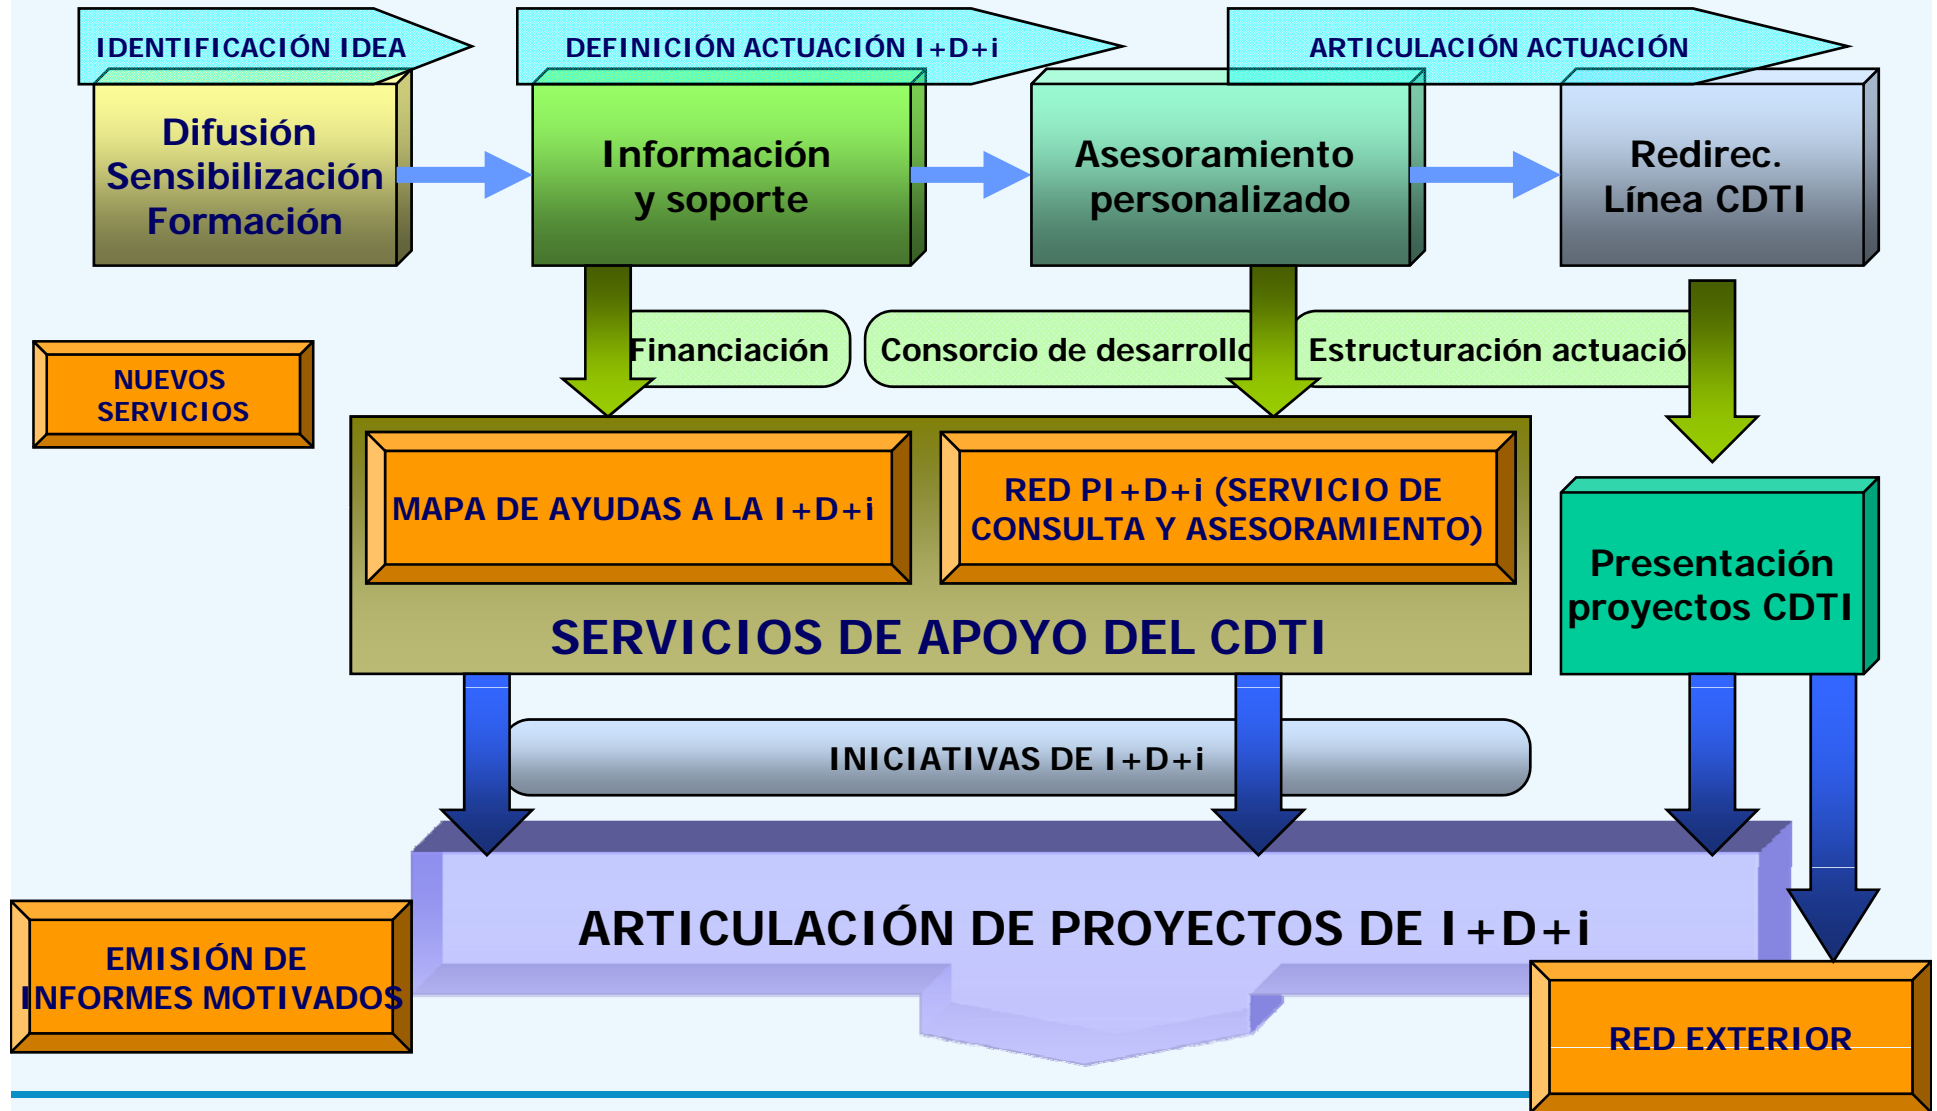 IDENTIFICACIÓN IDEA
DEFINICIÓN ACTUACIÓN I+D+i
ARTICULACIÓN ACTUACIÓN
Difusión
Sensibilización
Formación
Información
y soporte
Asesoramiento
personalizado
Redirec.
Línea CDTI
Financiación
Consorcio de desarrollo
Estructuración actuació
NUEVOS
SERVICIOS
MAPA DE AYUDAS A LA I+D+i
RED PI+D+i (SERVICIO DE
CONSULTA Y ASESORAMIENTO)
SERVICIOS DE APOYO DEL CDTI
Presentación
proyectos CDTI
INICIATIVAS DE I+D+i
ARTICULACIÓN DE PROYECTOS DE I+D+i
EMISIÓN DE
INFORMES MOTIVADOS
RED EXTERIOR